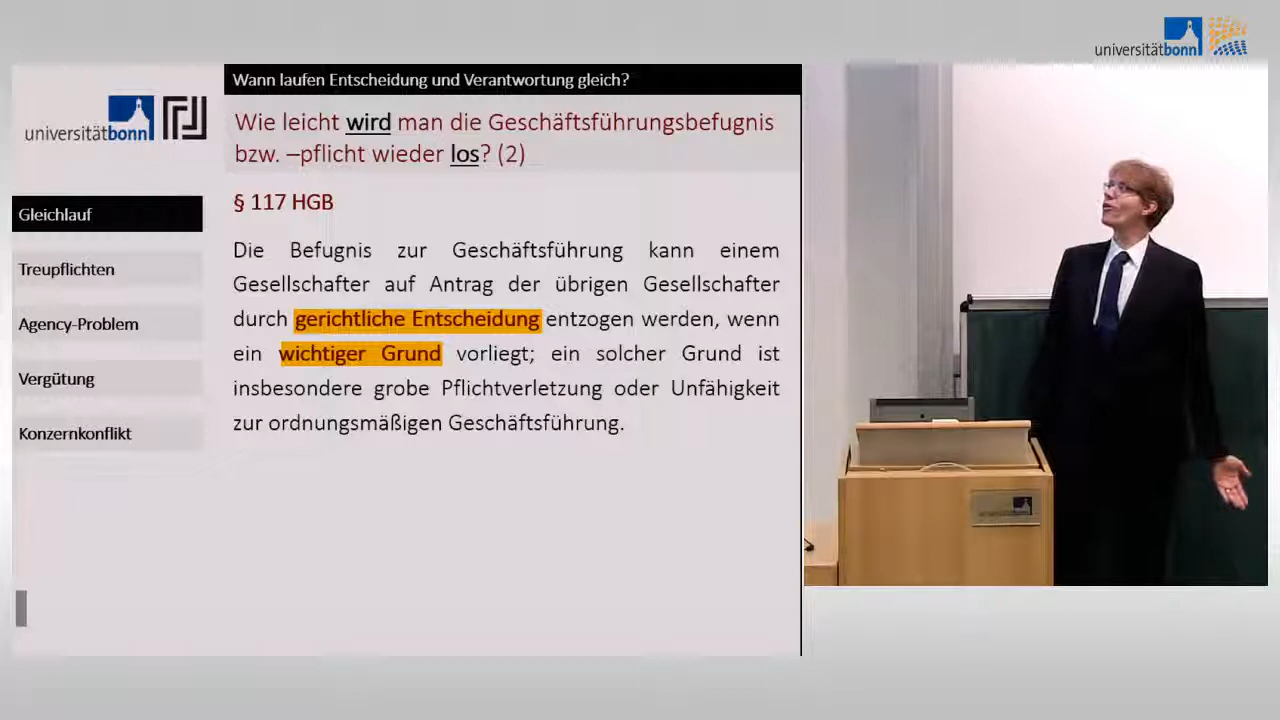 universitätbonn
Wann laufen Entscheidung und Verantwortung gleich?
universitätbonn
Wie leicht wird man die Geschäftsführungsbefugnis
bzw. –pflicht wieder los? (2)
Gleichlauf
Treupflichten
Agency-Problem
Vergütung
Konzernkonflikt
§ 117 HGB
Die Befugnis zur Geschäftsführung kann einem
Gesellschafter auf Antrag der übrigen Gesellschafter
durch gerichtliche Entscheidung entzogen werden, wenn
ein wichtiger Grund vorliegt; ein solcher Grund ist
insbesondere grobe Pflichtverletzung oder Unfähigkeit
zur ordnungsmäßigen Geschäftsführung.